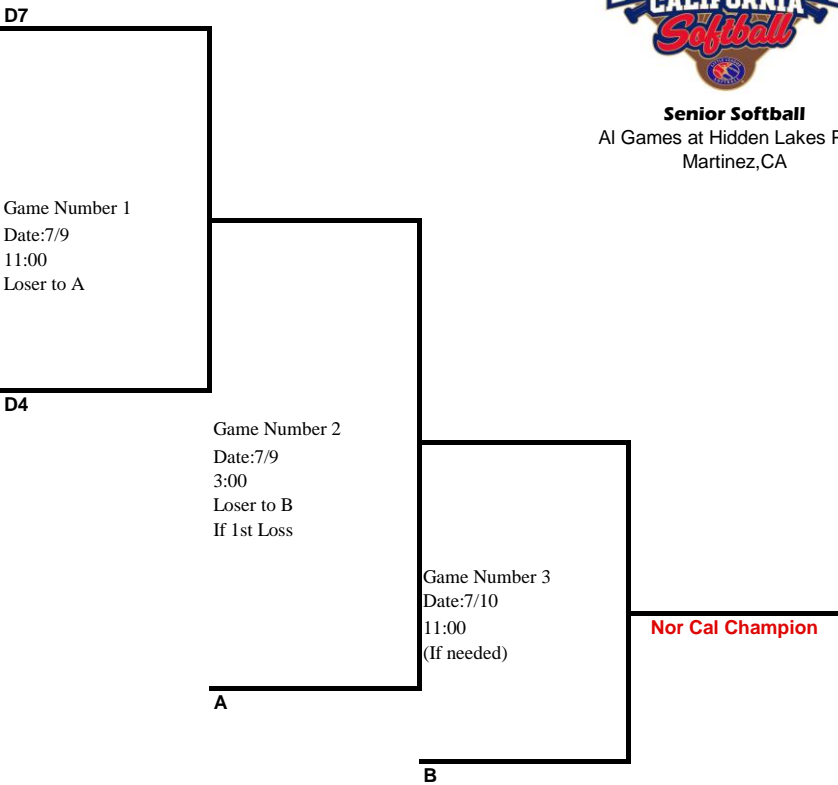 D7
CALIFORNIA
Softball
Senior Softball
Al Games at Hidden Lakes
Martinez,CA
Game Number 1
Date:7/9
11:00
Loser to A
D4
Game Number 2
Date:7/9
3:00
Loser to B
If 1st Loss
Game Number 3
Date:7/10
11:00
(If needed)
Nor Cal Champion
A
B